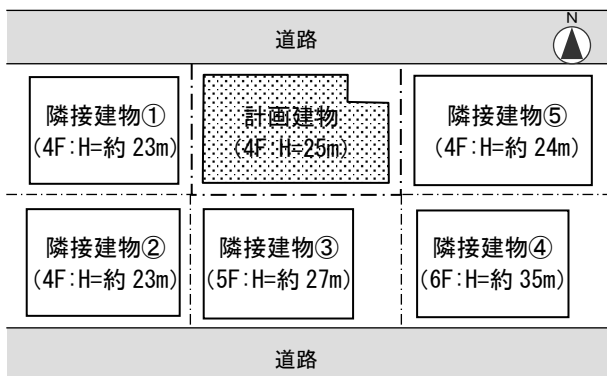 道路
N
隣接建物①
(4F:H=約 23m)
計画建物
(4F:H=25m)
隣接建物⑤
(4F:H=約 24m)
隣接建物②
(4F:H=約 23m)
隣接建物③
(5F:H=約 27m)
隣接建物④
(6F:H=約 35m)
道路